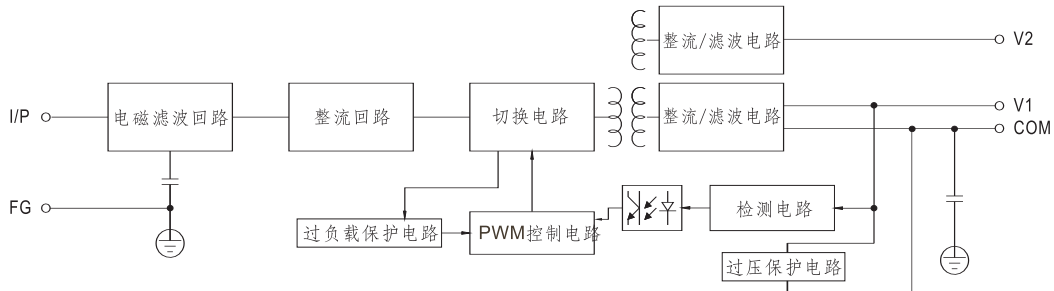 整流/滤波电路
V2
I/P
电磁滤波回路
整流回路
切换电路
整流/滤波电路
V1
COM
FG
过负载保护电路
PWM控制电路
检测电路
过压保护电路